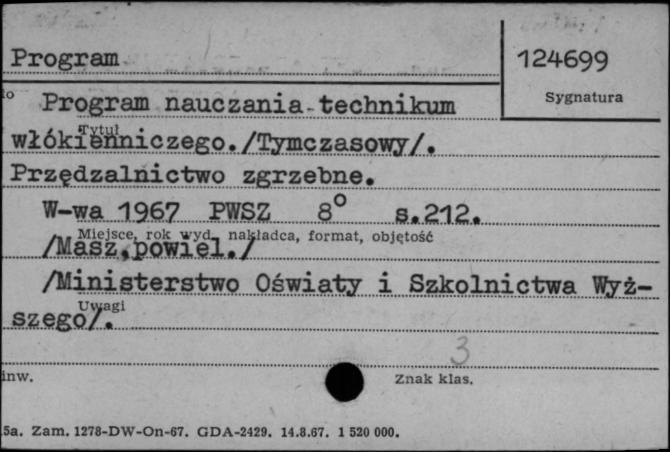 Program
124699
Sygnatura
Program nauczania technikum
Tytuł
włókienniczego./Tymczasowy/.
Przędzalnictwo zgrzebne.
W-wa 1967 PWSZ 8° s.212.
Miejsce, rok wyd., nakładca, format, objętość
/Masz.powiel./
/Ministerstwo Oświaty i Szkolnictwa Wyż-
Uwagi
szego/.
3
inw.
Znak klas.
5a. Zam. 1278-DW-On-67. GDA-2429. 14.8.67. 1 520 000.